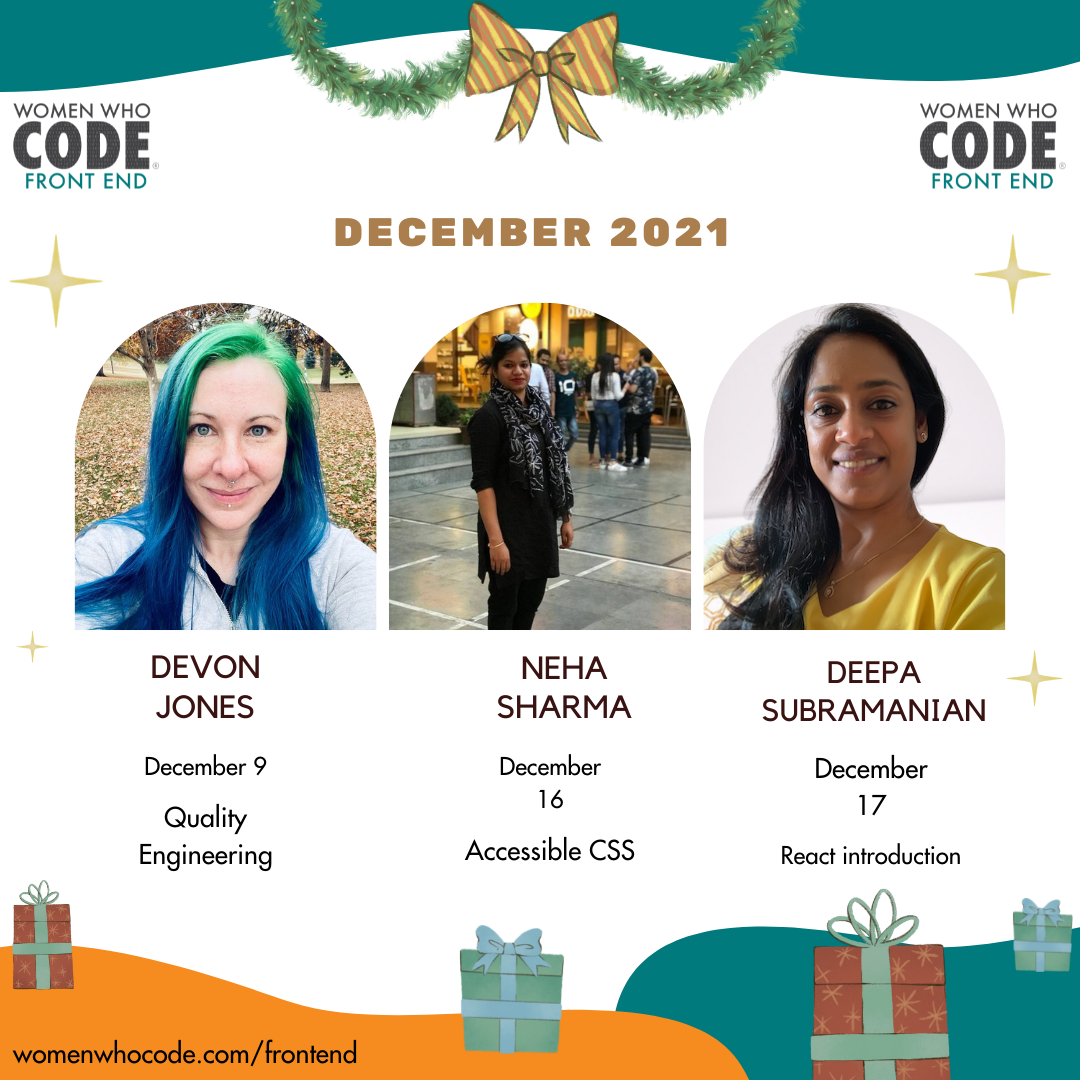 WOMEN WHO
CODE
FRONT END
WOMEN WHO
CODE
FRONT END
DECEMBER 2021
10
DEVON
JONES
December 9
Quality
Engineering
NEHA
SHARMA
December
16
Accessible CSS
DEEPA
SUBRAMANIAN
December
17
React introduction
womenwhocode.com/frontend